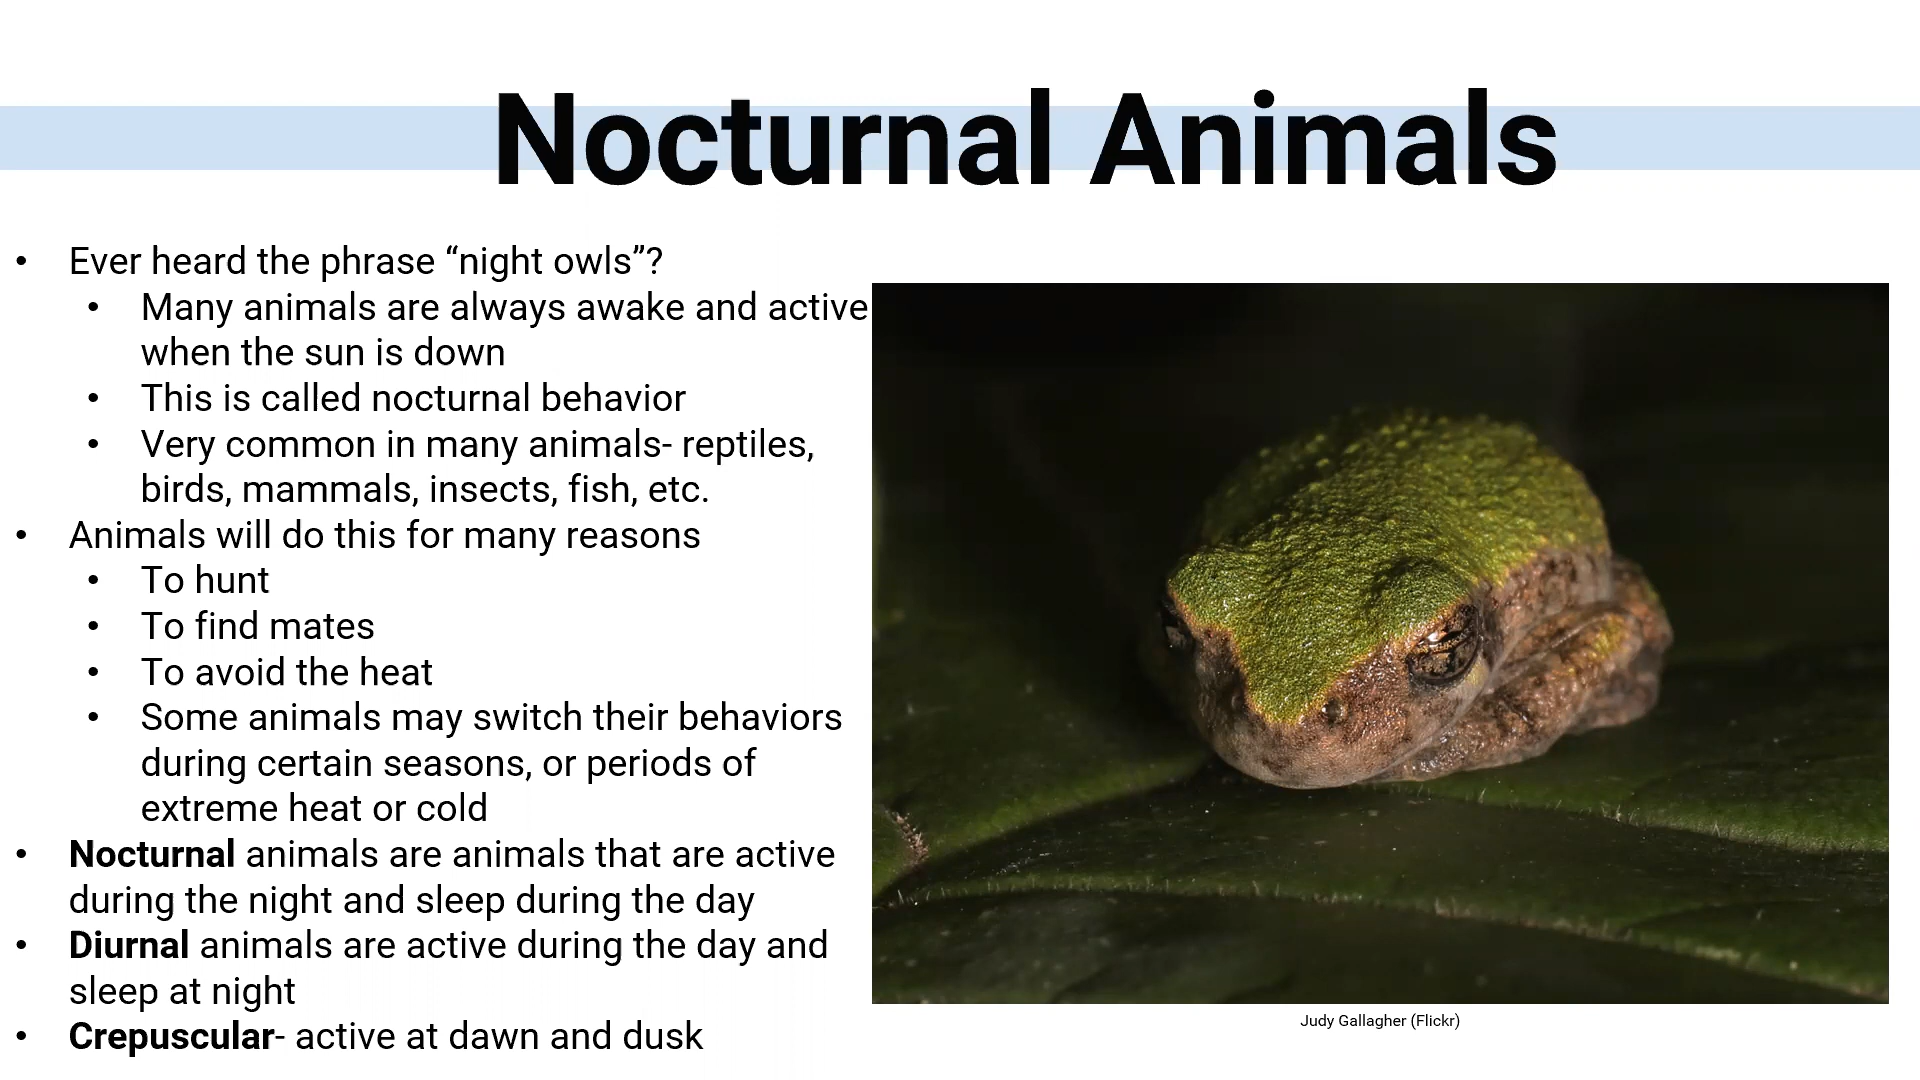 Nocturnal Animals
• Ever heard the phrase “night owls”?
• Many animals are always awake and active
when the sun is down
• This is called nocturnal behavior
• Very common in many animals- reptiles,
birds, mammals, insects, fish, etc.
• Animals will do this for many reasons
• To hunt
• To find mates
• To avoid the heat
• Some animals may switch their behaviors
during certain seasons, or periods of
extreme heat or cold
• Nocturnal animals are animals that are active
during the night and sleep during the day
• Diurnal animals are active during the day and
sleep at night
• Crepuscular- active at dawn and dusk
Judy Gallagher (Flickr)